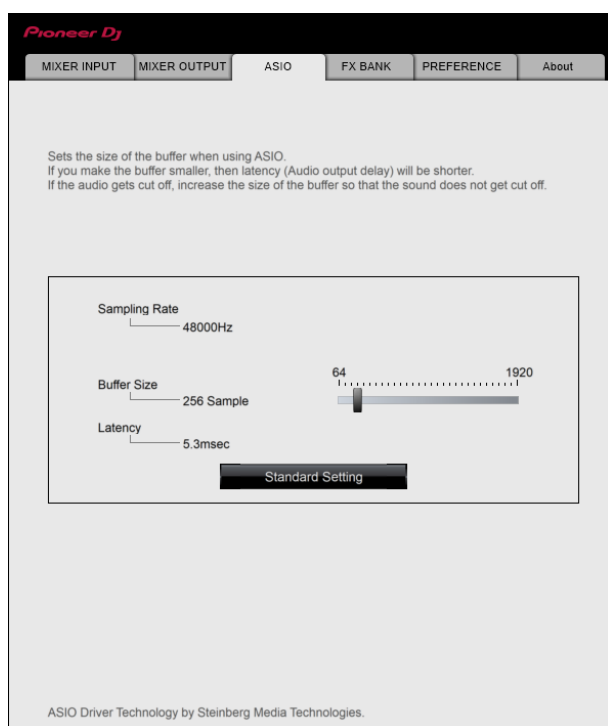 Pioneer Dj
MIXER INPUT MIXER OUTPUT ASIO FX BANK PREFERENCE About
Sets the size of the buffer when using ASIO.
If you make the buffer smaller, then latency (Audio output delay) will be shorter.
If the audio gets cut off, increase the size of the buffer so that the sound does not get cut off.
Sampling Rate
48000Hz
64 1920
Buffer Size
256 Sample
Latency
5.3msec
Standard Setting
ASIO Driver Technology by Steinberg Media Technologies.